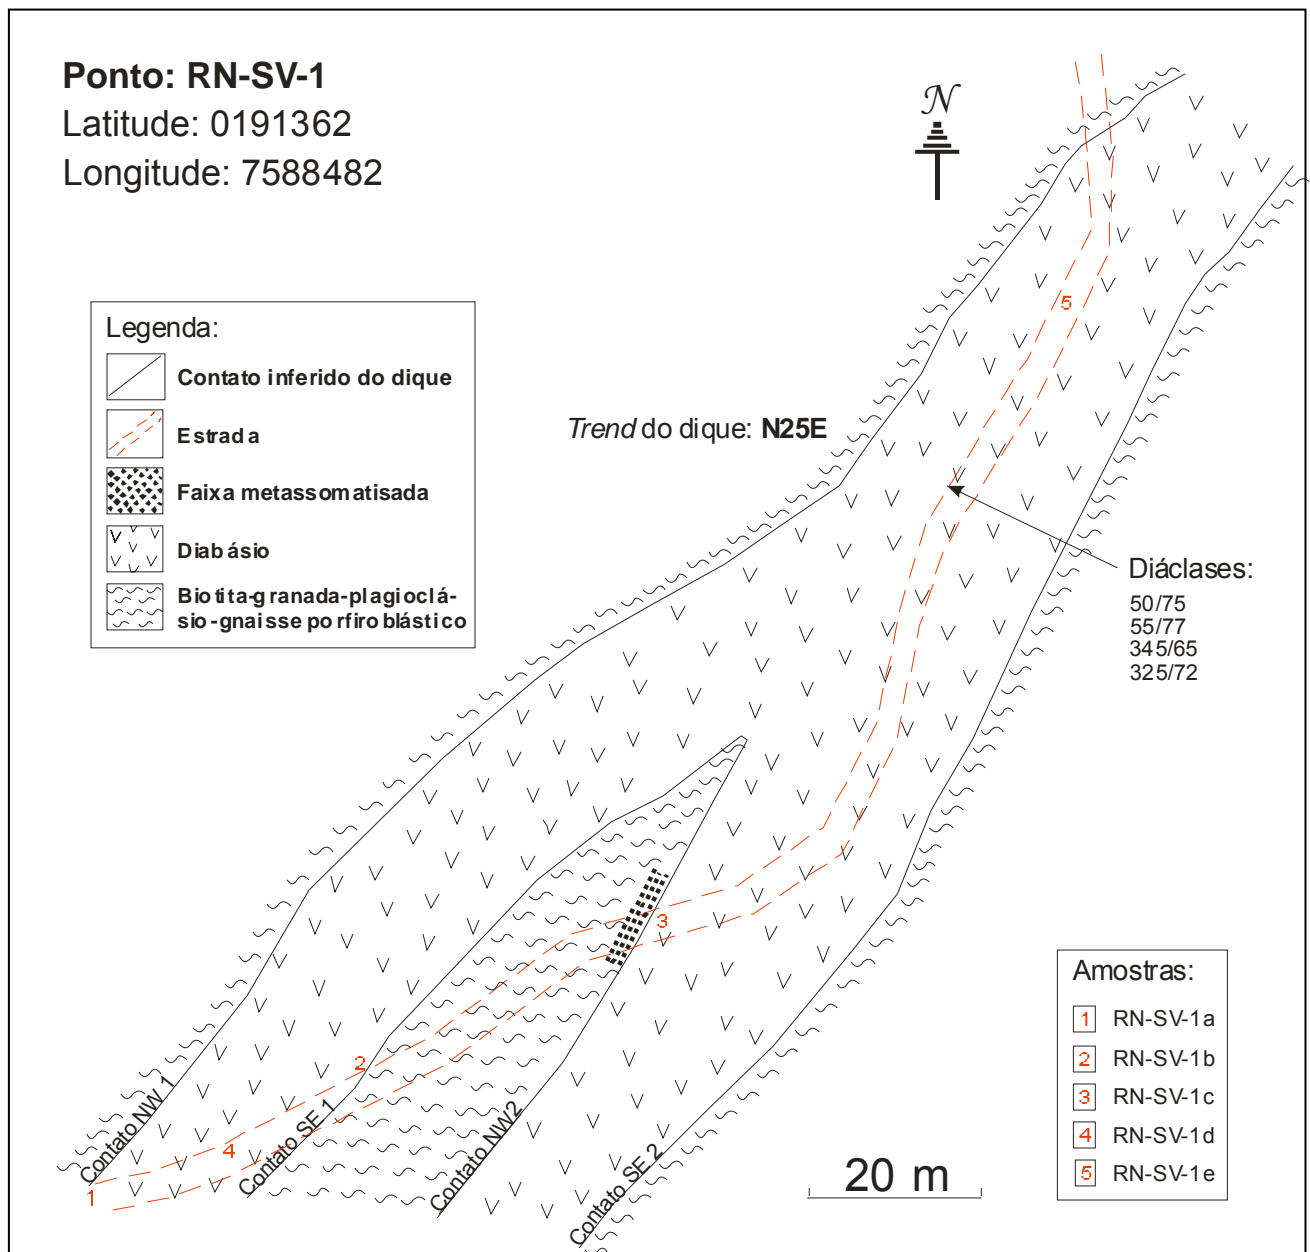 Ponto: RN-SV-1
Latitude: 0191362
Longitude: 7588482
N
Legenda:
Contato inferido do dique
Estrada
Faixa metassomatisada
Diabásio
Biotita-granada-plagioclá-
sio-gnaisse porfiroblástico
Trend do dique: N25E
5
Diáclases:
50/75
55/77
345/65
325/72
3
2
4
1
Contato NW 1
Contato SE 1
Contato NW2
Contato SE 2
20 m
Amostras:
1 RN-SV-1a
2 RN-SV-1b
3 RN-SV-1c
4 RN-SV-1d
5 RN-SV-1e